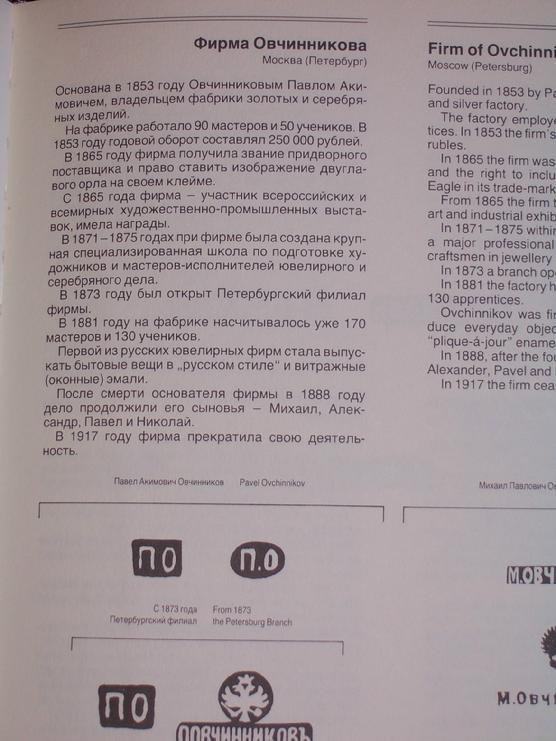 Фирма Овчинникова
Москва (Петербург)
Основана в 1853 году Овчинниковым Павлом Аки-
мовичем, владельцем фабрики золотых и серебря-
ных изделий.
На фабрике работало 90 мастеров и 50 учеников. В
1853 году годовой оборот составлял 250 000 рублей.
В 1865 году фирма получила звание придворного
поставщика и право ставить изображение двугла-
вого орла на своем клейме.
С 1865 года фирма – участник всероссийских и
всемирных художественно-промышленных выста-
вок, имела награды.
В 1871–1875 годах при фирме была создана круп-
ная специализированная школа по подготовке ху-
дожников и мастеров-исполнителей ювелирного и
серебряного дела.
В 1873 году был открыт Петербургский филиал
фирмы.
В 1881 году на фабрике насчитывалось уже 170
мастеров и 130 учеников.
Первой из русских ювелирных фирм стала выпус-
кать бытовые вещи в „русском стиле“ и витражные
(оконные) эмали.
После смерти основателя фирмы в 1888 году
дело продолжили его сыновья – Михаил, Алек-
сандр, Павел и Николай.
В 1917 году фирма прекратила свою деятель-
ность.
Firm of Ovchinni
Moscow (Petersburg)
Founded in 1853 by Pa
and silver factory.
The factory employe
tices. In 1853 the firm's
rubles.
In 1865 the firm was
and the right to inclu
Eagle in its trade-mark
From 1865 the firm t
art and industrial exhib
In 1871–1875 within
a major professional
craftsmen in jewellery
In 1873 a branch op
In 1881 the factory h
130 apprentices.
Ovchinnikov was fir
duce everyday objec
"plique-á-jour" ename
In 1888, after the fou
Alexander, Pavel and
In 1917 the firm cea
Павел Акимович Овчинников Pavel Ovchinnikov
Михаил Павлович Ов
ПО П.О
М.ОВЧ
С 1873 года From 1873
Петербургский филиал the Petersburg Branch
ПО
М.ОВЧ
ПОВЧИННИКОВЪ